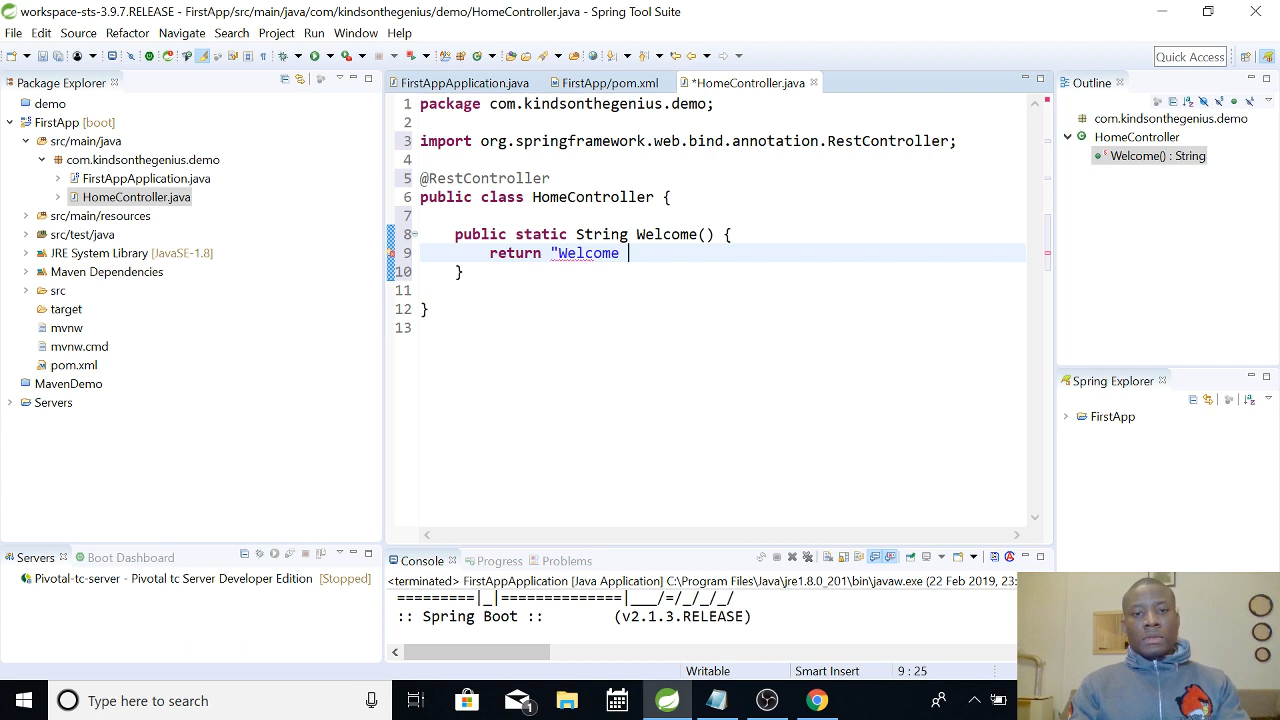 workspace-sts-3.9.7.RELEASE - FirstApp/src/main/java/com/kindsonthegenius/demo/HomeController.java - Spring Tool Suite
File Edit Source Refactor Navigate Search Project Run Window Help
Quick Access
Package Explorer
demo
FirstApp [boot]
src/main/java
com.kindsonthegenius.demo
FirstAppApplication.java
HomeController.java
src/main/resources
src/test/java
JRE System Library [JavaSE-1.8]
Maven Dependencies
src
target
mvnw
mvnw.cmd
pom.xml
MavenDemo
Servers
FirstAppApplication.java FirstApp/pom.xml *HomeController.java
1 package com.kindsonthegenius.demo;
2
3 import org.springframework.web.bind.annotation.RestController;
4
5 @RestController
6 public class HomeController {
7
8 public static String Welcome() {
9 return "Welcome
10 }
11
12 }
13
Outline
com.kindsonthegenius.demo
HomeController
Welcome() : String
Spring Explorer
FirstApp
Servers Boot Dashboard
Pivotal-tc-server - Pivotal tc Server Developer Edition [Stopped]
Console Progress Problems
<terminated> FirstAppApplication [Java Application] C:\Program Files\Java\jre1.8.0_201\bin\javaw.exe (22 Feb 2019, 23:
=========|_|==============|___/=/_/_/_/
:: Spring Boot :: (v2.1.3.RELEASE)
Writable Smart Insert 9 : 25
Type here to search
1